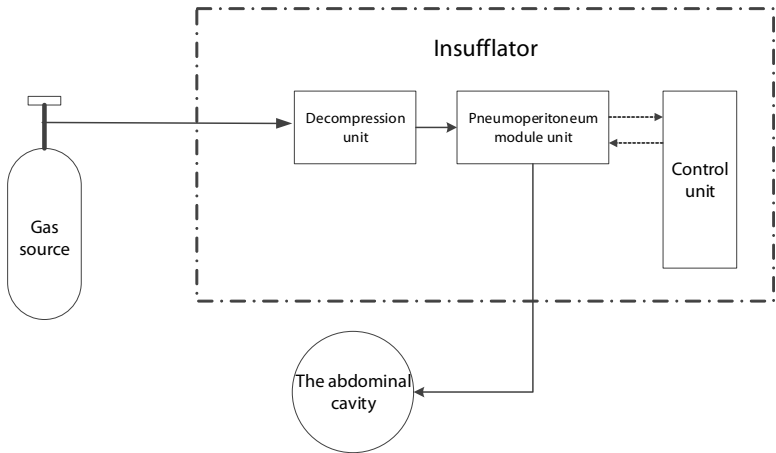 Insufflator
Decompression
unit
Pneumoperitoneum
module unit
Control
unit
Gas
source
The abdominal
cavity